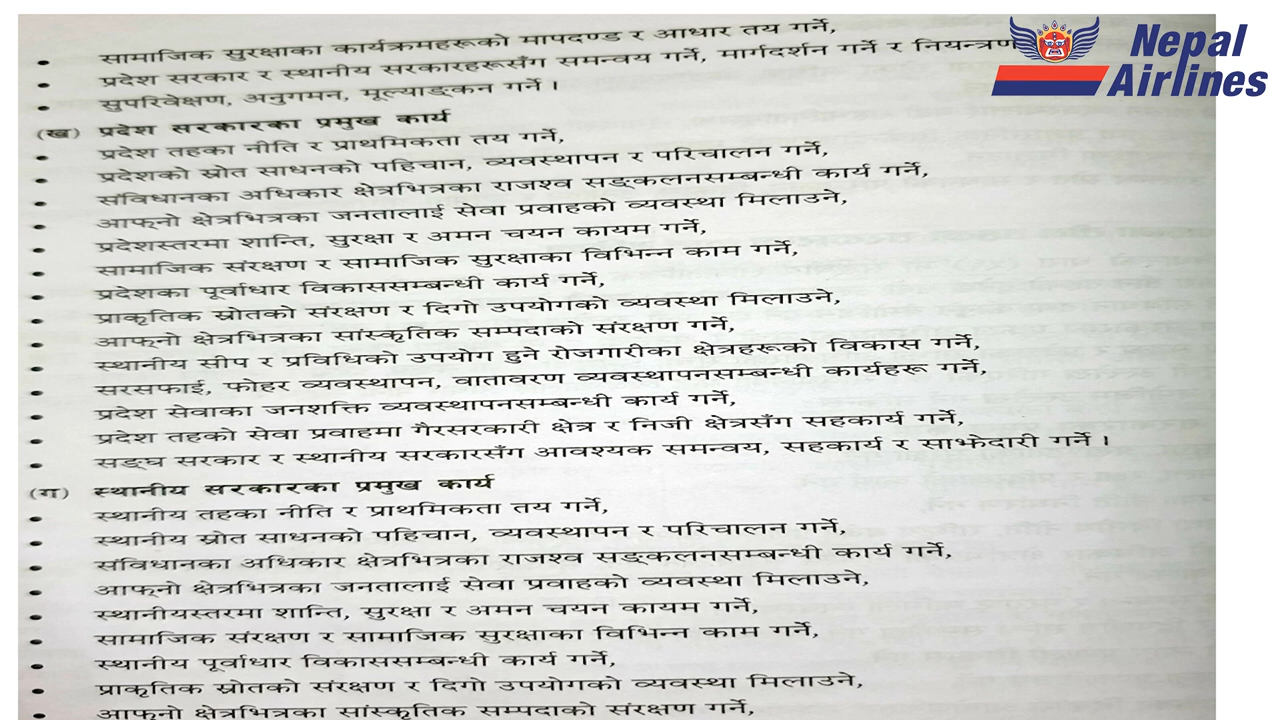 Nepal
Airlines
• सामाजिक सुरक्षाका कार्यक्रमहरूको मापदण्ड र आधार तय गर्ने,
• प्रदेश सरकार र स्थानीय सरकारहरूसँग समन्वय गर्ने, मार्गदर्शन गर्ने र नियन्त्रण
• सुपरिवेक्षण, अनुगमन, मूल्याङ्कन गर्ने ।
(ख) प्रदेश सरकारका प्रमुख कार्य
• प्रदेश तहका नीति र प्राथमिकता तय गर्ने,
• प्रदेशको स्रोत साधनको पहिचान, व्यवस्थापन र परिचालन गर्ने,
• संविधानका अधिकार क्षेत्रभित्रका राजश्व सङ्कलनसम्बन्धी कार्य गर्ने,
• आफ्नो क्षेत्रभित्रका जनतालाई सेवा प्रवाहको व्यवस्था मिलाउने,
• प्रदेशस्तरमा शान्ति, सुरक्षा र अमन चयन कायम गर्ने,
• सामाजिक संरक्षण र सामाजिक सुरक्षाका विभिन्न काम गर्ने,
• प्रदेशका पूर्वाधार विकाससम्बन्धी कार्य गर्ने,
• प्राकृतिक स्रोतको संरक्षण र दिगो उपयोगको व्यवस्था मिलाउने,
• आफ्नो क्षेत्रभित्रका सांस्कृतिक सम्पदाको संरक्षण गर्ने,
• स्थानीय सीप र प्रविधिको उपयोग हुने रोजगारीका क्षेत्रहरूको विकास गर्ने,
• सरसफाई, फोहर व्यवस्थापन, वातावरण व्यवस्थापनसम्बन्धी कार्यहरू गर्ने,
• प्रदेश सेवाका जनशक्ति व्यवस्थापनसम्बन्धी कार्य गर्ने,
• प्रदेश तहको सेवा प्रवाहमा गैरसरकारी क्षेत्र र निजी क्षेत्रसँग सहकार्य गर्ने,
• सङ्घ सरकार र स्थानीय सरकारसँग आवश्यक समन्वय, सहकार्य र साझेदारी गर्ने ।
(ग) स्थानीय सरकारका प्रमुख कार्य
• स्थानीय तहका नीति र प्राथमिकता तय गर्ने,
• स्थानीय स्रोत साधनको पहिचान, व्यवस्थापन र परिचालन गर्ने,
• संविधानका अधिकार क्षेत्रभित्रका राजश्व सङ्कलनसम्बन्धी कार्य गर्ने,
• आफ्नो क्षेत्रभित्रका जनतालाई सेवा प्रवाहको व्यवस्था मिलाउने,
• स्थानीयस्तरमा शान्ति, सुरक्षा र अमन चयन कायम गर्ने,
• सामाजिक संरक्षण र सामाजिक सुरक्षाका विभिन्न काम गर्ने,
• स्थानीय पूर्वाधार विकाससम्बन्धी कार्य गर्ने,
• प्राकृतिक स्रोतको संरक्षण र दिगो उपयोगको व्यवस्था मिलाउने,
• आफ्नो क्षेत्रभित्रका सांस्कृतिक सम्पदाको संरक्षण गर्ने,